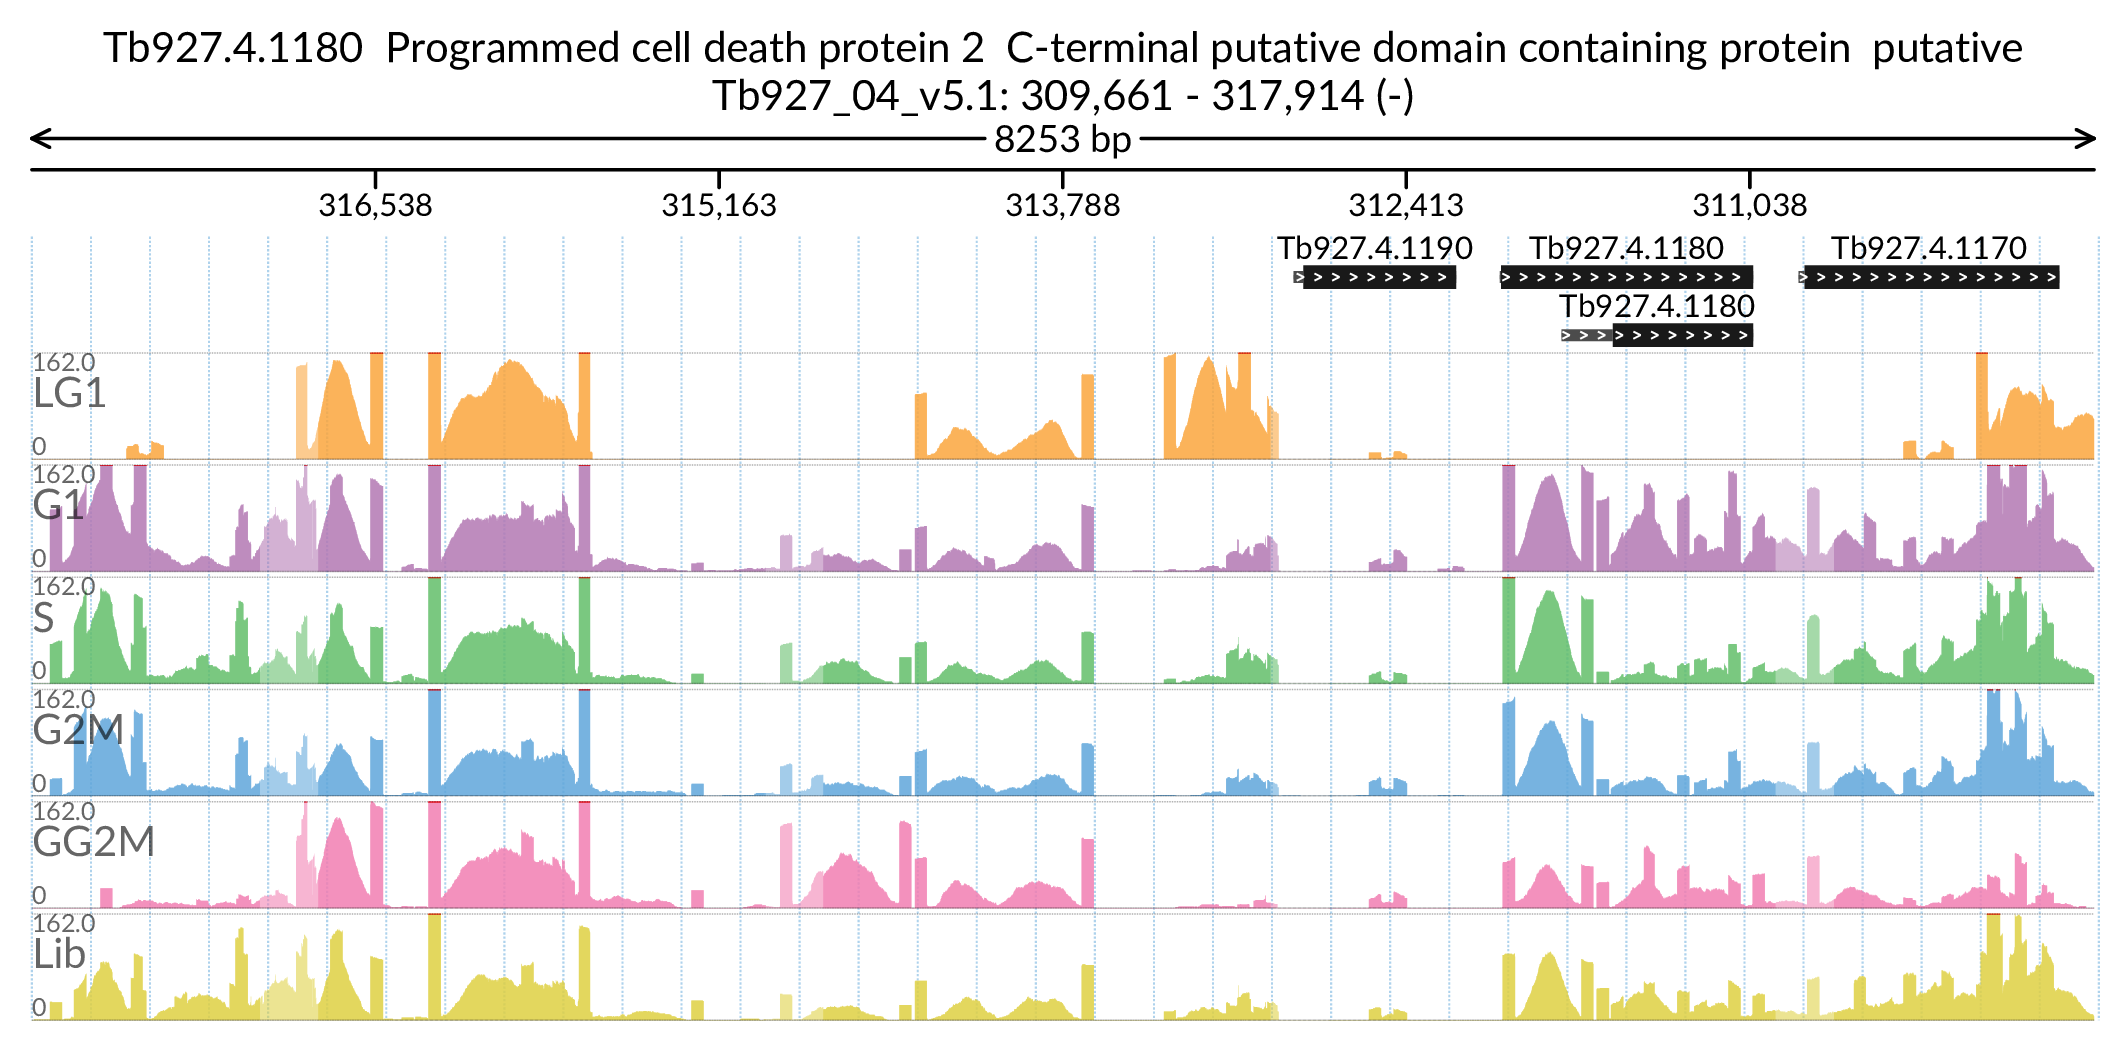 Tb927.4.1180  Programmed cell death protein 2  C-terminal putative domain containing protein  putative
Tb927_04_v5.1: 309,661 - 317,914 (-)
8253 bp
316,538 315,163 313,788 312,413 311,038
Tb927.4.1190 Tb927.4.1180 Tb927.4.1170
Tb927.4.1180
162.0
LG1
0
162.0
G1
0
162.0
S
0
162.0
G2M
0
162.0
GG2M
0
162.0
Lib
0